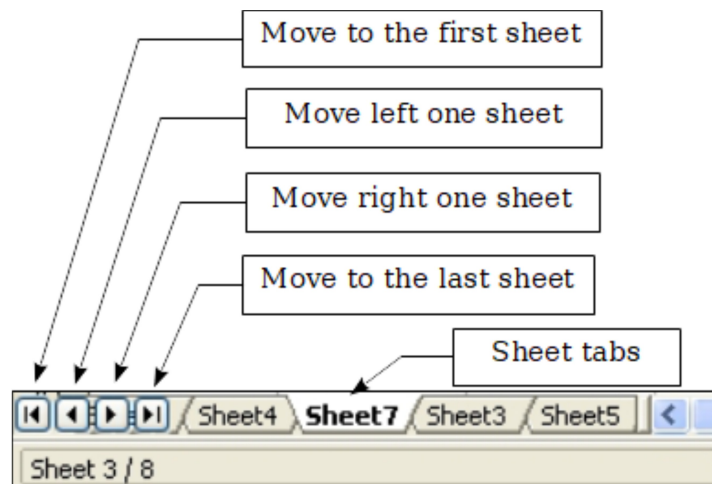 Move to the first sheet
Move left one sheet
Move right one sheet
Move to the last sheet
Sheet tabs
Sheet4 Sheet7 Sheet3 Sheet5
Sheet 3 / 8